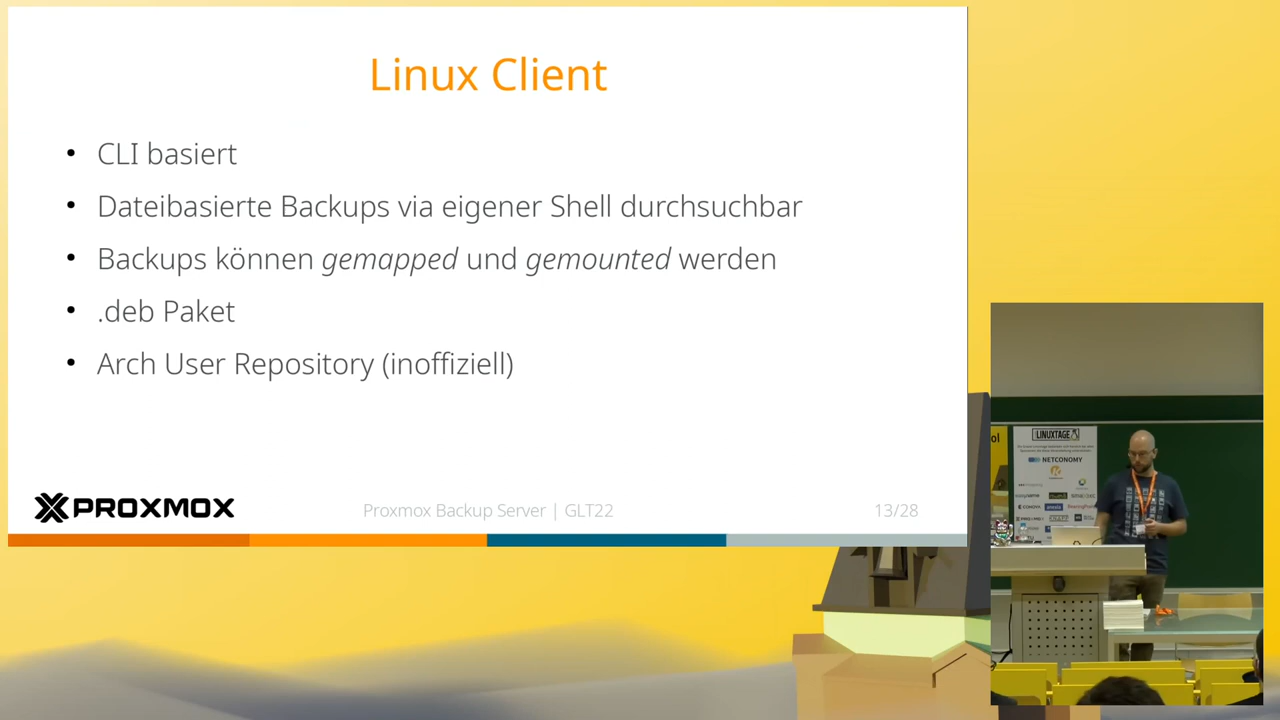 Linux Client
• CLI basiert
• Dateibasierte Backups via eigener Shell durchsuchbar
• Backups können gemapped und gemounted werden
• .deb Paket
• Arch User Repository (inoffiziell)
PROXMOX
Proxmox Backup Server | GLT22
13/28
ol
LINUXTAGE
NETCONOMY